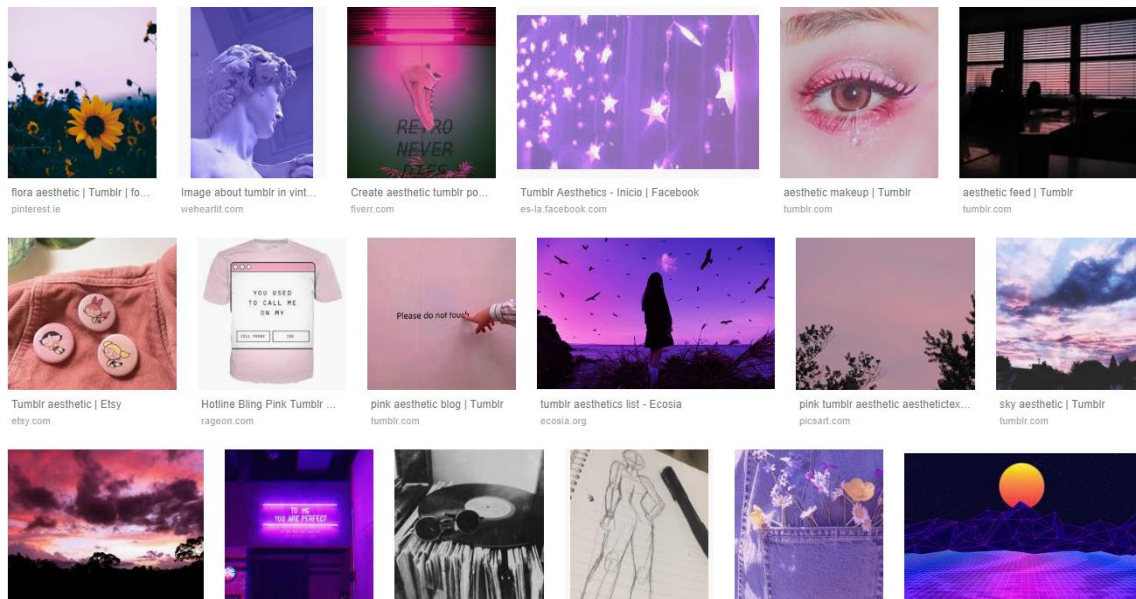 RETRO
NEVER
DIES
flora aesthetic | Tumblr | fo...
pinterest.ie
Image about tumblr in vint...
weheartit.com
Create aesthetic tumblr po...
fiverr.com
Tumblr Aesthetics - Inicio | Facebook
es-la.facebook.com
aesthetic makeup | Tumblr
tumblr.com
aesthetic feed | Tumblr
tumblr.com
YOU USED
TO CALL ME
ON MY
CELL PHONE
Please do not touch
Tumblr aesthetic | Etsy
etsy.com
Hotline Bling Pink Tumblr ...
rageon.com
pink aesthetic blog | Tumblr
tumblr.com
tumblr aesthetics list - Ecosia
ecosia.org
pink tumblr aesthetic aesthetictex...
picsart.com
sky aesthetic | Tumblr
tumblr.com
TO ME
YOU ARE PERFECT